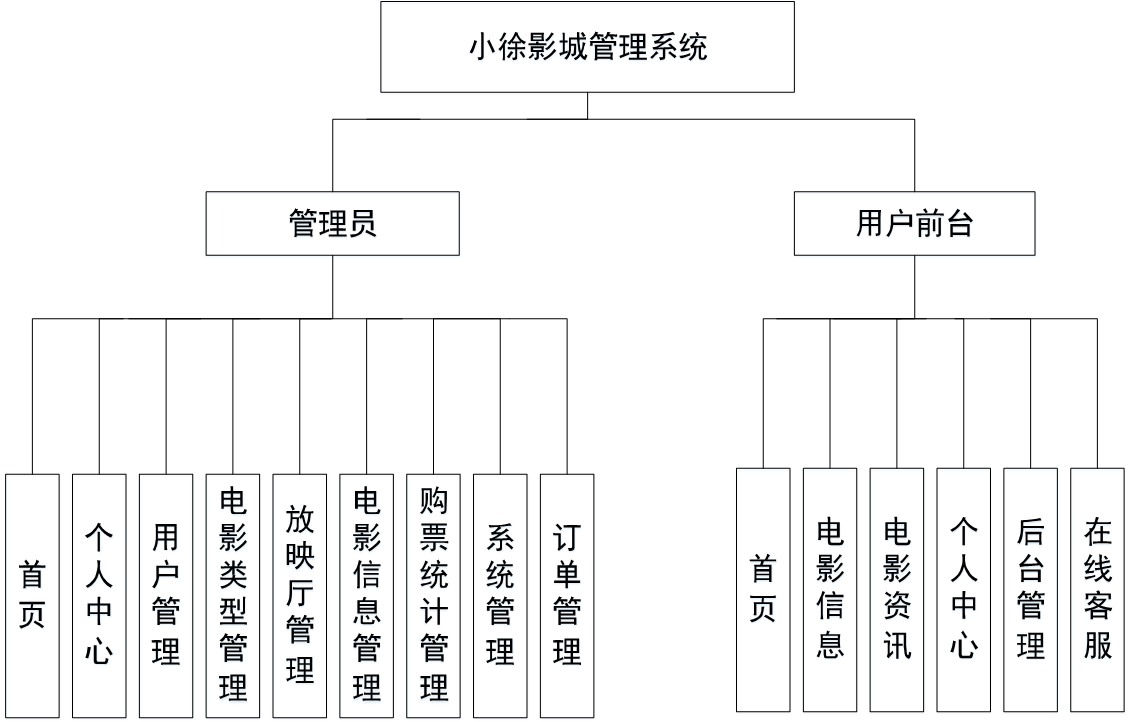 小徐影城管理系统
管理员
用户前台
首页
个人中心
用户管理
电影类型管理
放映厅管理
电影信息管理
购票统计管理
系统管理
订单管理
首页
电影信息
电影资讯
个人中心
后台管理
在线客服